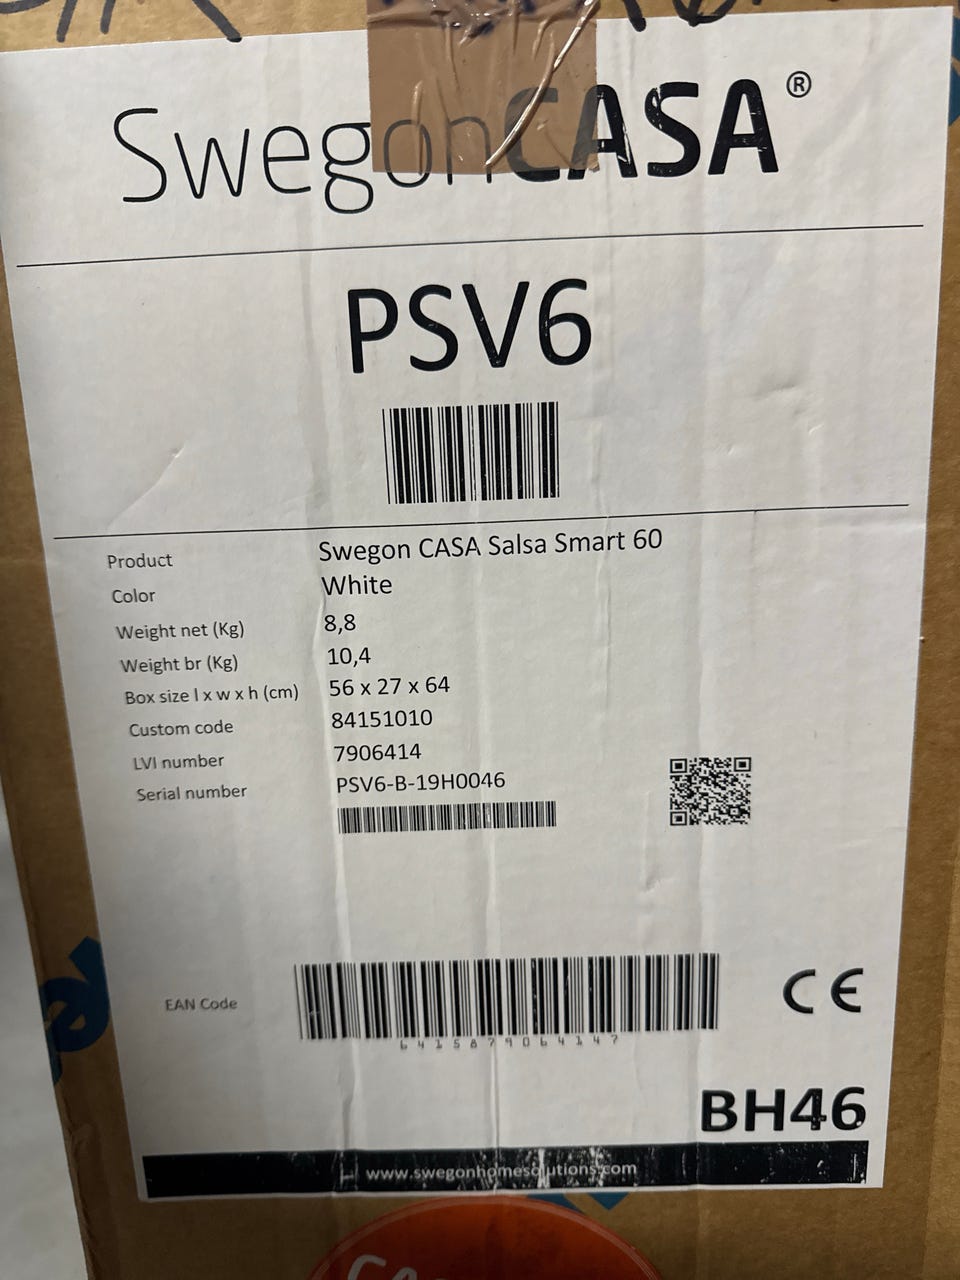 SwegonCASA®
PSV6
Product Swegon CASA Salsa Smart 60
Color White
Weight net (Kg) 8,8
Weight br (Kg) 10,4
Box size l x w x h (cm) 56 x 27 x 64
Custom code 84151010
LVI number 7906414
Serial number PSV6-B-19H0046
EAN Code
6415879064147
CE
BH46
www.swegonhomesolutions.com